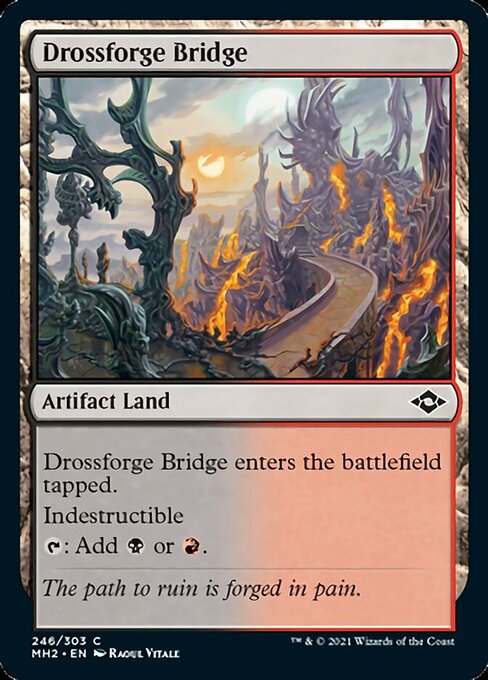 Drossforge Bridge
Artifact Land
Drossforge Bridge enters the battlefield
tapped.
Indestructible
: Add or .
The path to ruin is forged in pain.
246/303 C
MH2 • EN Raoul Vitale
™ & © 2021 Wizards of the Coast